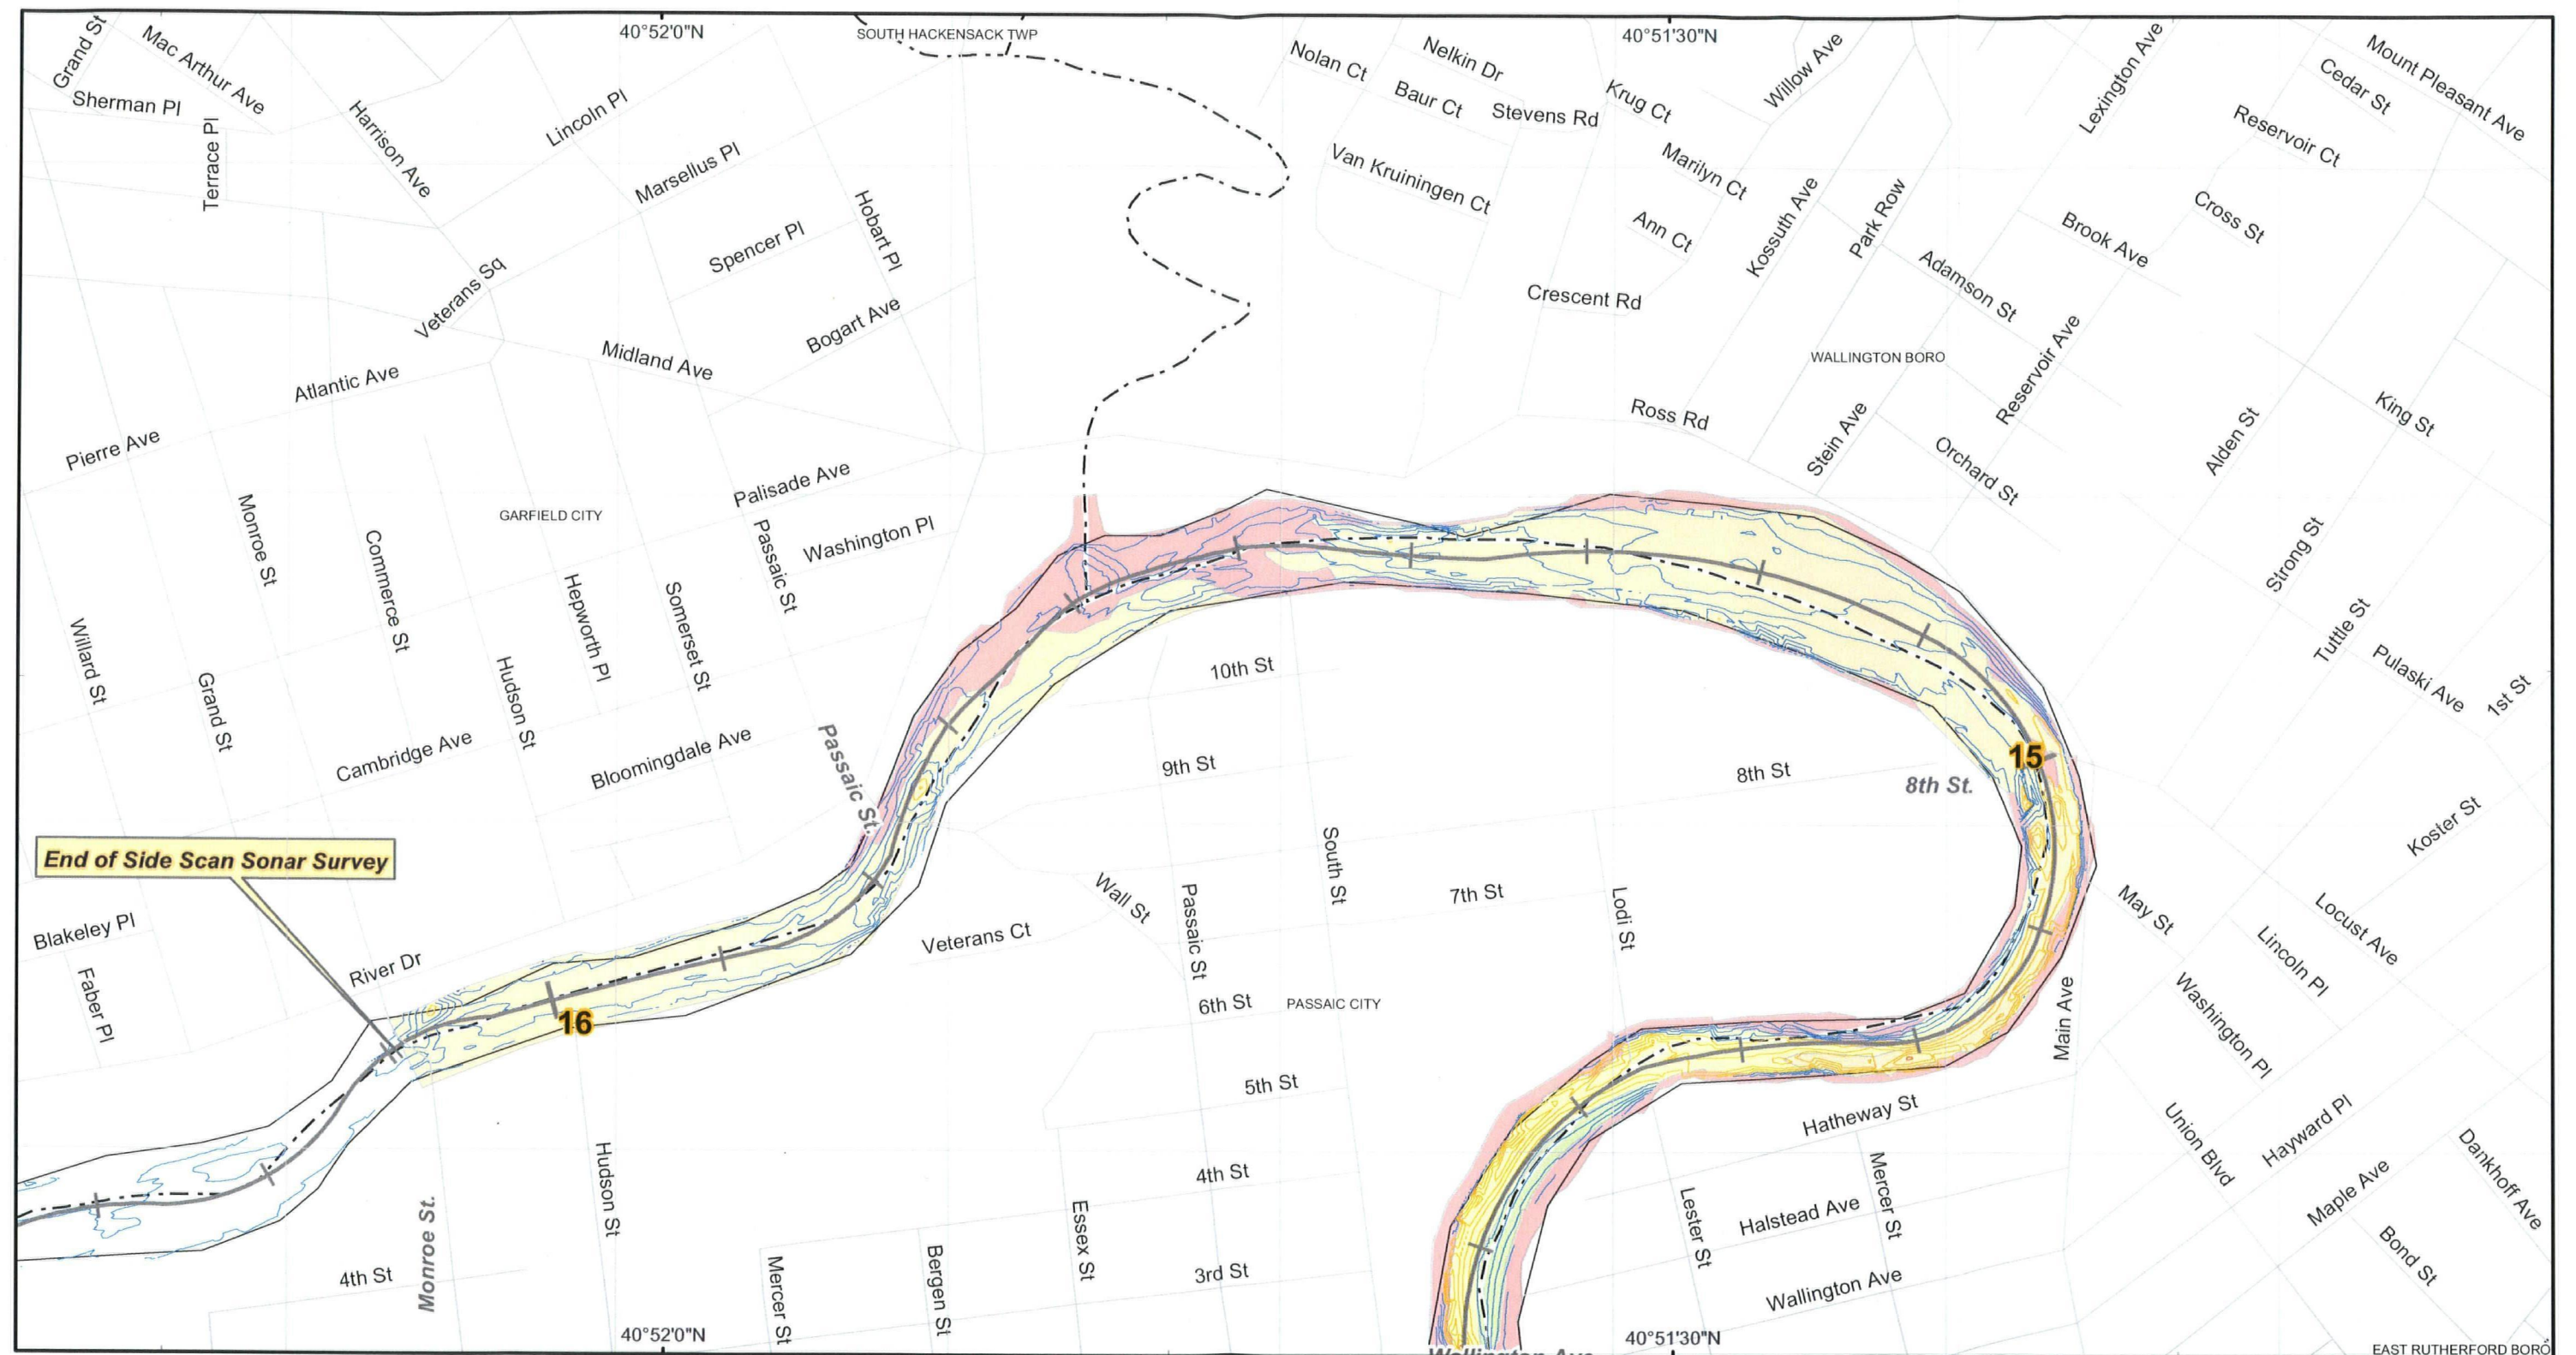 40°52'0"N
SOUTH HACKENSACK TWP
40°51'30"N
Grand St
Mac Arthur Ave
Sherman Pl
Terrace Pl
Harrison Ave
Lincoln Pl
Marsellus Pl
Spencer Pl
Hobart Pl
Veterans Sq
Bogart Ave
Midland Ave
Atlantic Ave
Pierre Ave
Nolan Ct
Nelkin Dr
Baur Ct
Stevens Rd
Krug Ct
Willow Ave
Van Kruiningen Ct
Marilyn Ct
Ann Ct
Kossuth Ave
Park Row
Crescent Rd
Lexington Ave
Mount Pleasant Ave
Cedar St
Reservoir Ct
Cross St
Brook Ave
Adamson St
WALLINGTON BORO
Reservoir Ave
Ross Rd
Stein Ave
Orchard St
Alden St
King St
Palisade Ave
GARFIELD CITY
Washington Pl
Passaic St
Monroe St
Commerce St
Hepworth Pl
Somerset St
Willard St
Grand St
Hudson St
Cambridge Ave
Bloomingdale Ave
Passaic St.
Strong St
Tuttle St
Pulaski Ave
1st St
10th St
9th St
8th St
8th St.
15
Koster St
End of Side Scan Sonar Survey
Blakeley Pl
Faber Pl
River Dr
16
Wall St
Veterans Ct
Passaic St
South St
7th St
Lodi St
6th St
PASSAIC CITY
5th St
4th St
3rd St
May St
Locust Ave
Lincoln Pl
Washington Pl
Main Ave
Hatheway St
Mercer St
Lester St
Halstead Ave
Wallington Ave
Union Blvd
Hayward Pl
Maple Ave
Dankhoff Ave
Bond St
Monroe St.
Hudson St
4th St
Mercer St
Bergen St
Essex St
40°52'0"N
40°51'30"N
Wallington Ave
EAST RUTHERFORD BORO